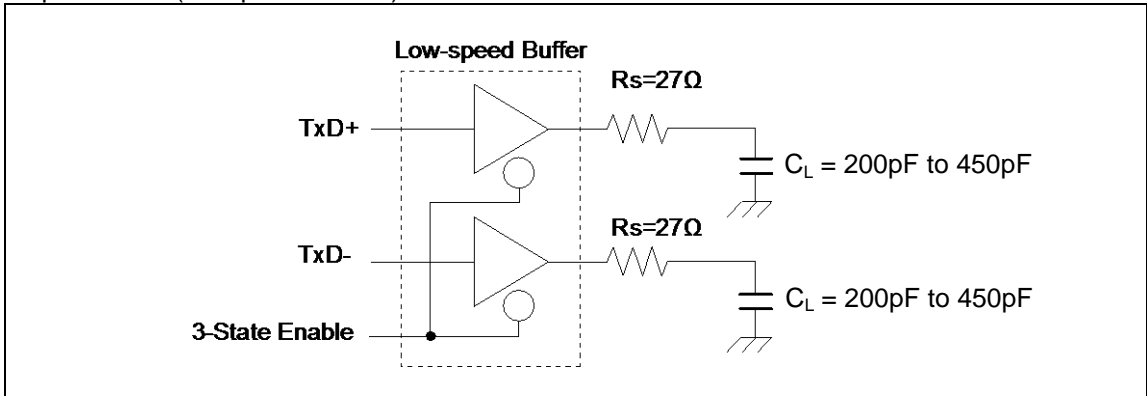 Low-speed Buffer
Rs=27Ω
TxD+
C_L = 200pF to 450pF
Rs=27Ω
TxD-
C_L = 200pF to 450pF
3-State Enable